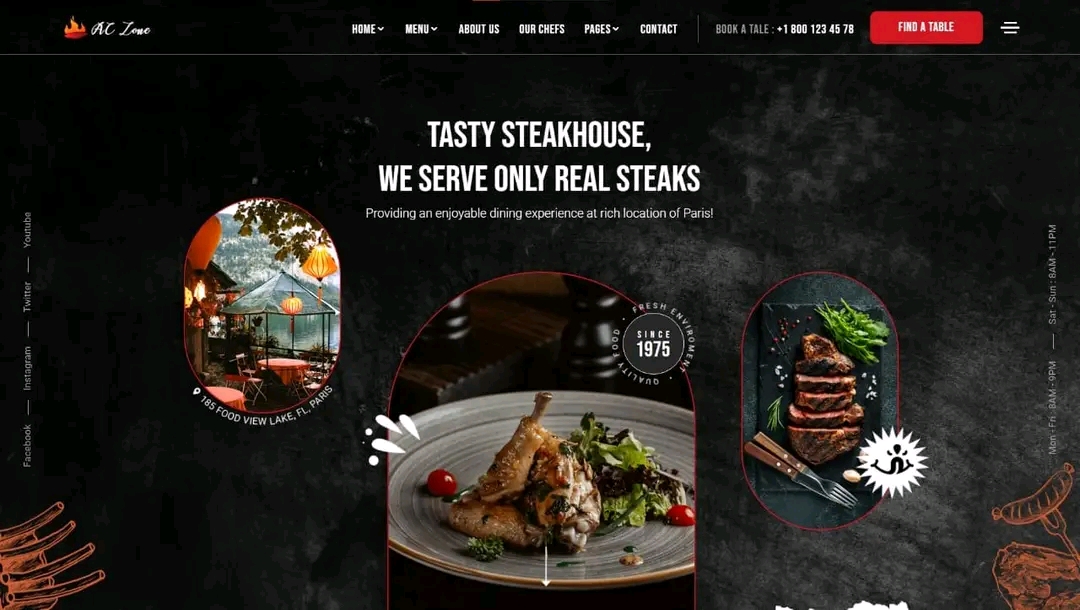 AC Zone
HOME MENU ABOUT US OUR CHEFS PAGES CONTACT
BOOK A TALE : +1 800 123 45 78
FIND A TABLE
TASTY STEAKHOUSE,
WE SERVE ONLY REAL STEAKS
Providing an enjoyable dining experience at rich location of Paris!
Facebook — Instagram — Twitter — Youtube
185 FOOD VIEW LAKE, FL, PARIS
FRESH ENVIROMENT • QUALITY FOOD •
SINCE
1975
Mon - Fri : 8AM - 9PM — Sat - Sun : 8AM - 11PM